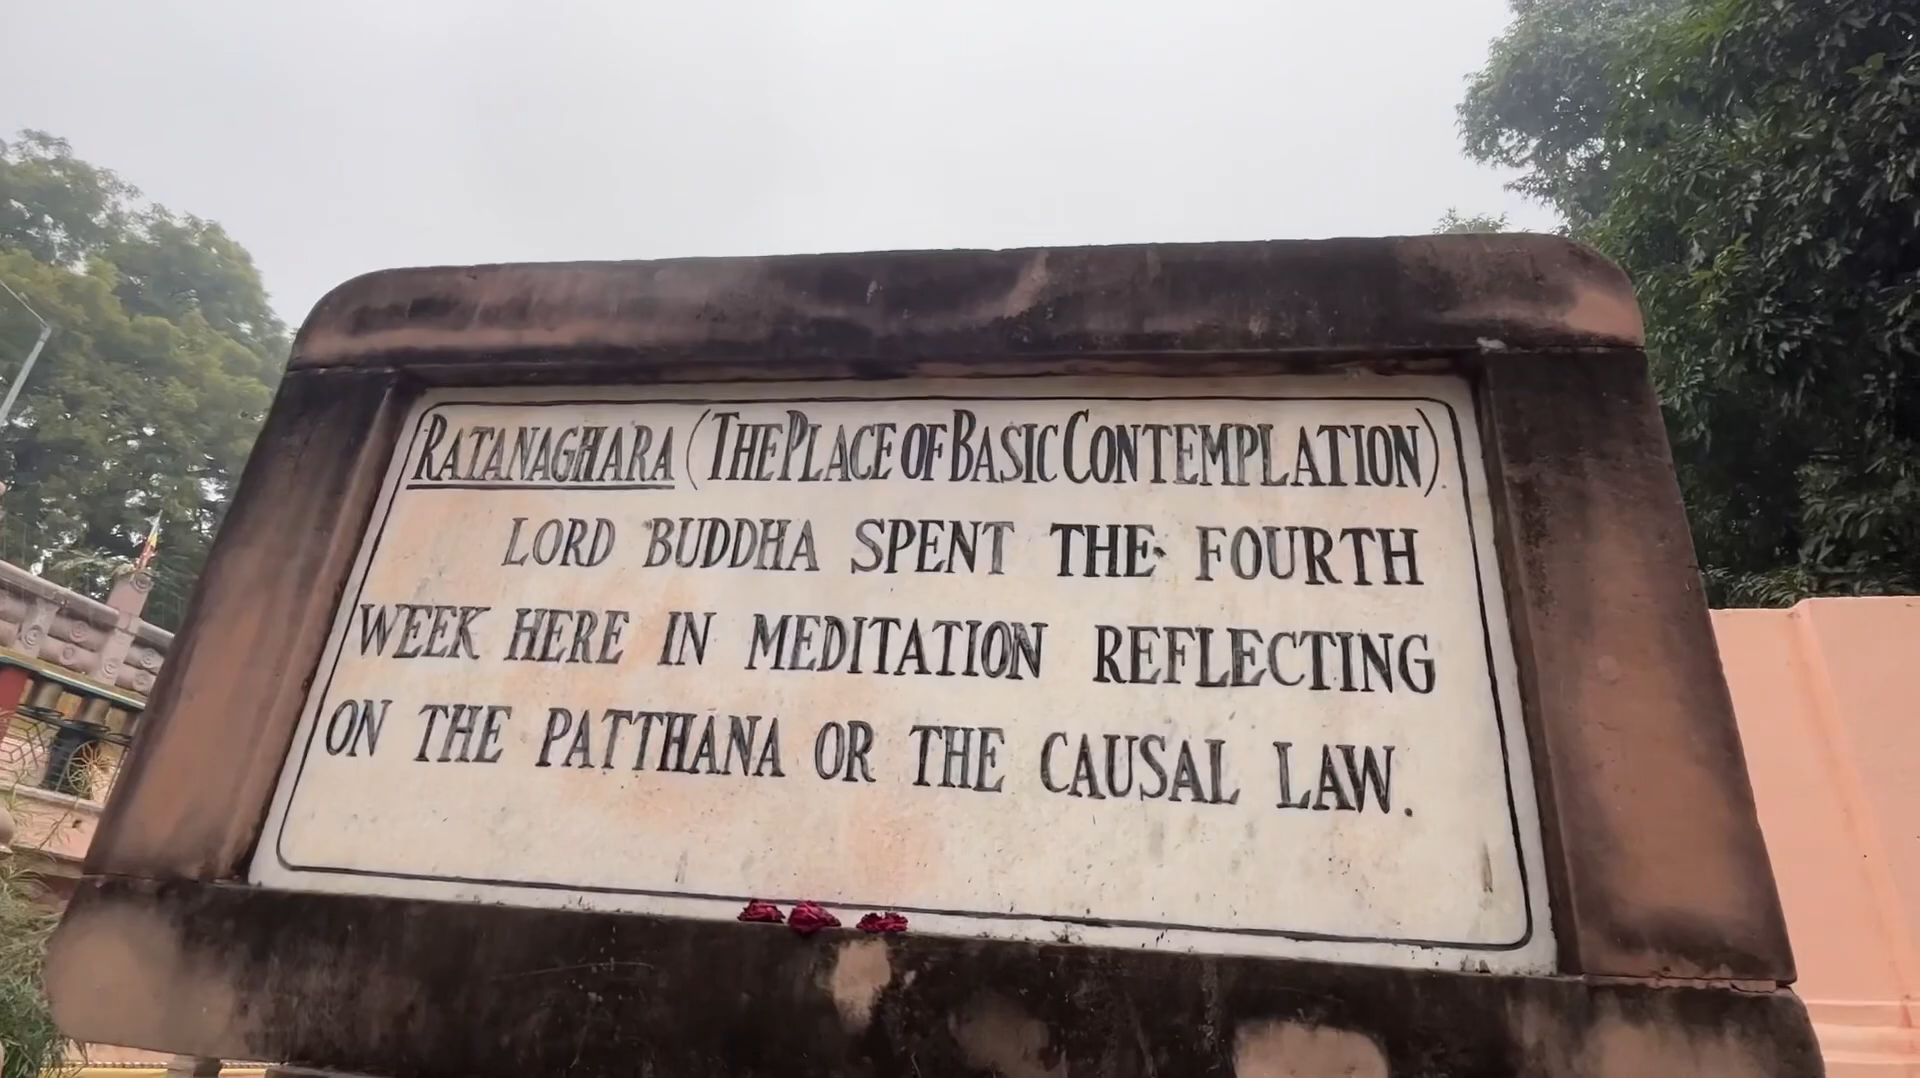 RATANAGHARA (THE PLACE OF BASIC CONTEMPLATION).
LORD BUDDHA SPENT THE FOURTH
WEEK HERE IN MEDITATION REFLECTING
ON THE PATTHANA OR THE CAUSAL LAW.